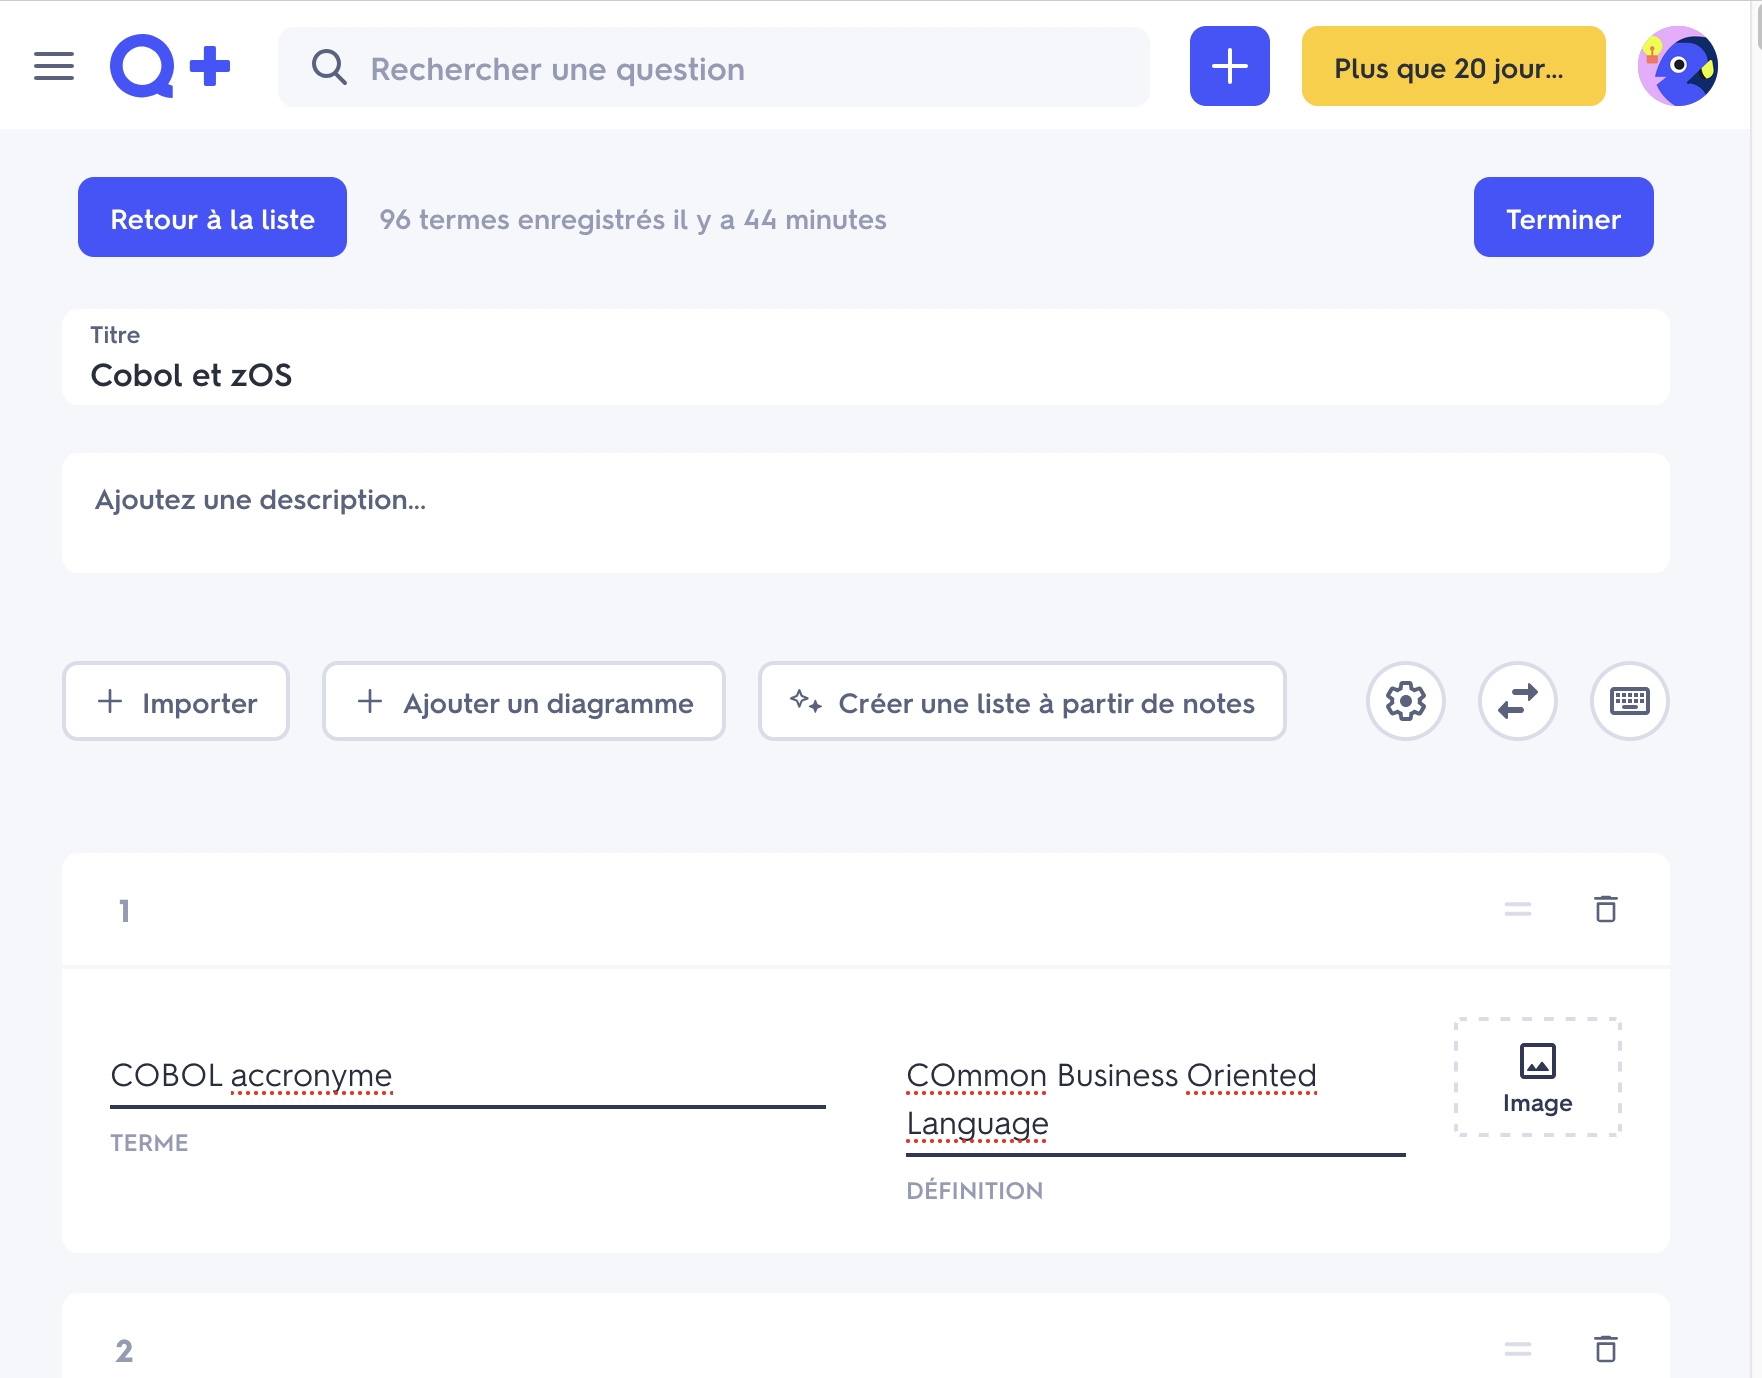 Q+
Rechercher une question
Plus que 20 jour...
Retour à la liste
96 termes enregistrés il y a 44 minutes
Terminer
Titre
Cobol et zOS
Ajoutez une description...
Importer
Ajouter un diagramme
Créer une liste à partir de notes
1
COBOL accronyme
TERME
COmmon Business Oriented
Language
DÉFINITION
Image
2